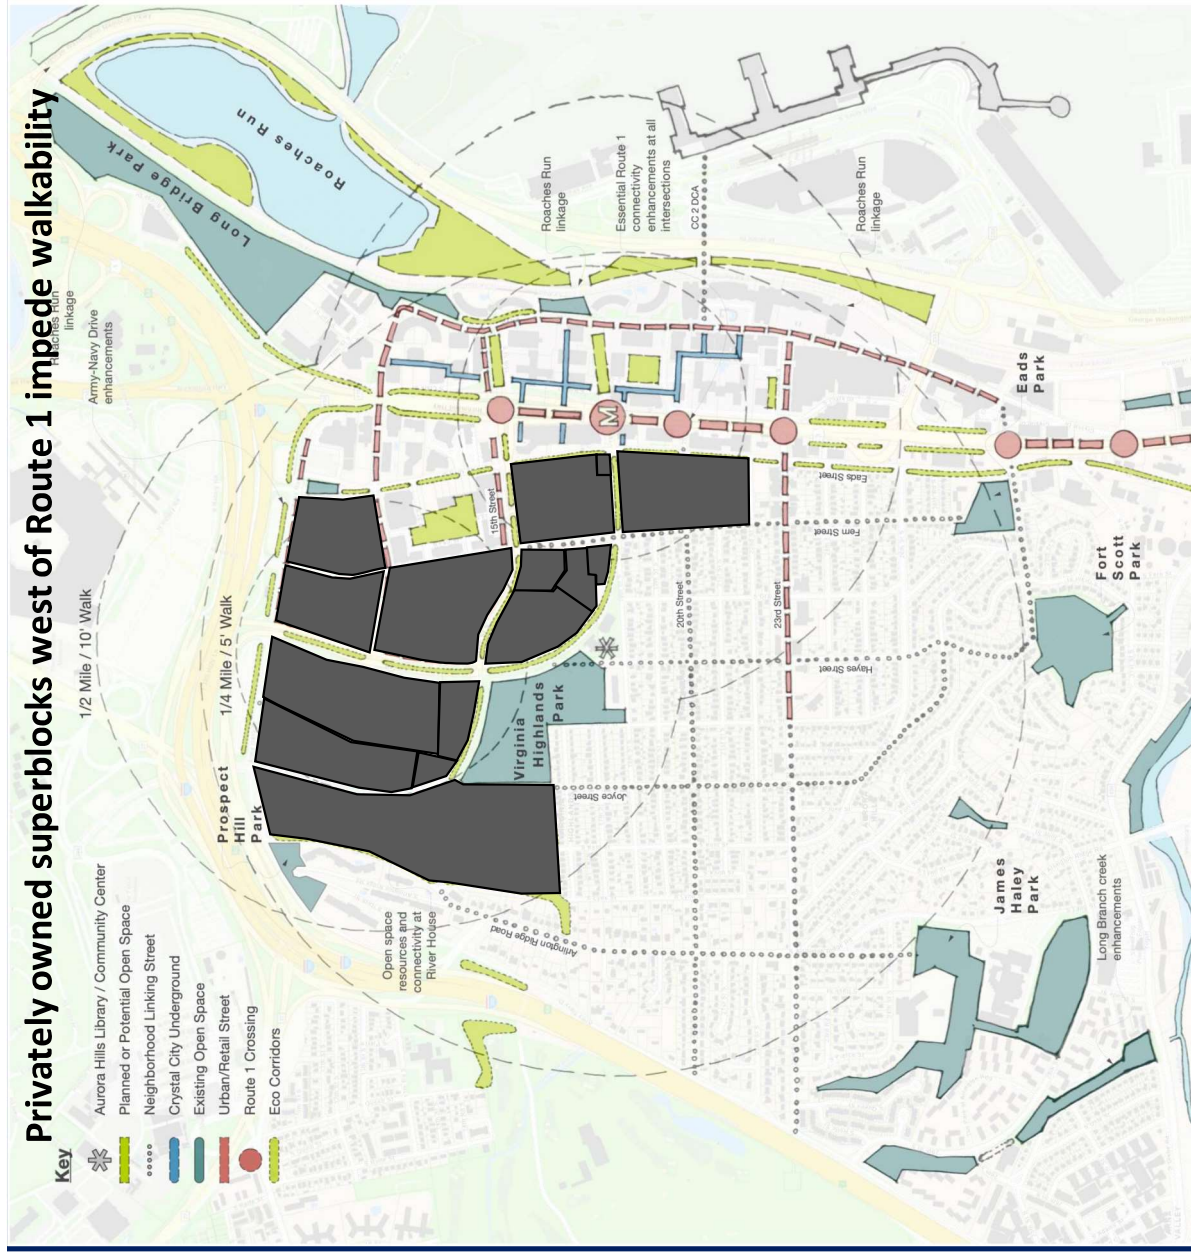 Privately owned superblocks west of Route 1 impede walkability
Key
Aurora Hills Library / Community Center
Planned or Potential Open Space
Neighborhood Linking Street
Crystal City Underground
Existing Open Space
Urban/Retail Street
Route 1 Crossing
Eco Corridors
1/2 Mile / 10' Walk
1/4 Mile / 5' Walk
Roaches Run
linkage
Army-Navy Drive
enhancements
Long Bridge Park
Roaches Run
Prospect
Hill
Park
Open space
resources and
connectivity at
River House
Arlington Ridge Road
15th Street
Virginia
Highlands
Park
Joyce Street
M
Roaches Run
linkage
Essential Route 1
connectivity
enhancements at all
intersections
CC 2 DCA
20th Street
23rd Street
Hayes Street
Fern Street
Eads Street
Roaches Run
linkage
Eads
Park
Fort
Scott
Park
James
Haley
Park
Long Branch creek
enhancements